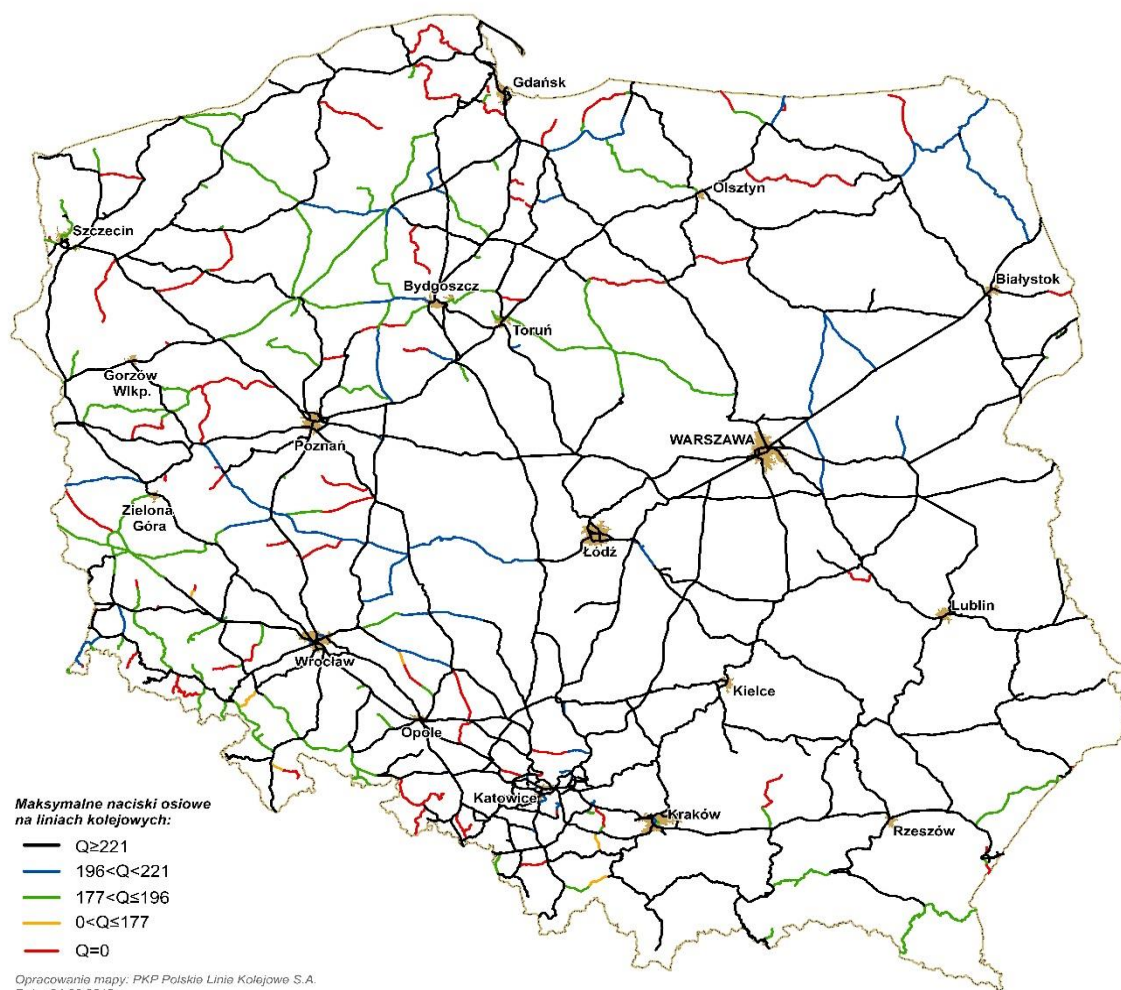 Gdańsk
Olsztyn
Szczecin
Białystok
Bydgoszcz
Toruń
Gorzów
Wlkp.
Poznań
WARSZAWA
Zielona
Góra
Łódź
Lublin
Wrocław
Kielce
Opole
Katowice
Kraków
Rzeszów
Maksymalne naciski osiowe
na liniach kolejowych:
Q≥221
196<Q<221
177<Q≤196
0<Q≤177
Q=0
Opracowanie mapy: PKP Polskie Linie Kolejowe S.A.